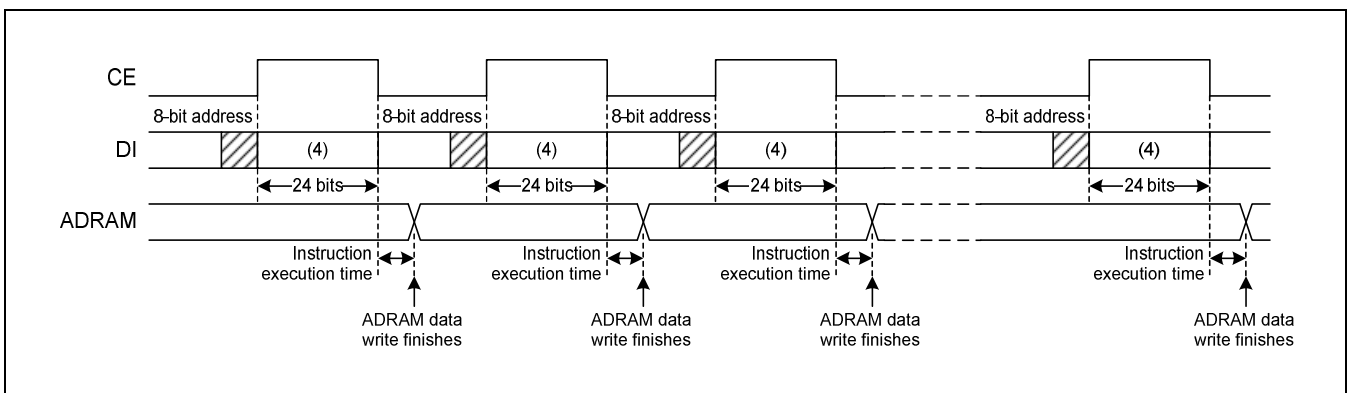 CE
8-bit address 8-bit address 8-bit address 8-bit address
DI (4) (4) (4) (4)
24 bits 24 bits 24 bits 24 bits
ADRAM
Instruction Instruction Instruction Instruction
execution time execution time execution time execution time
ADRAM data ADRAM data ADRAM data ADRAM data
write finishes write finishes write finishes write finishes